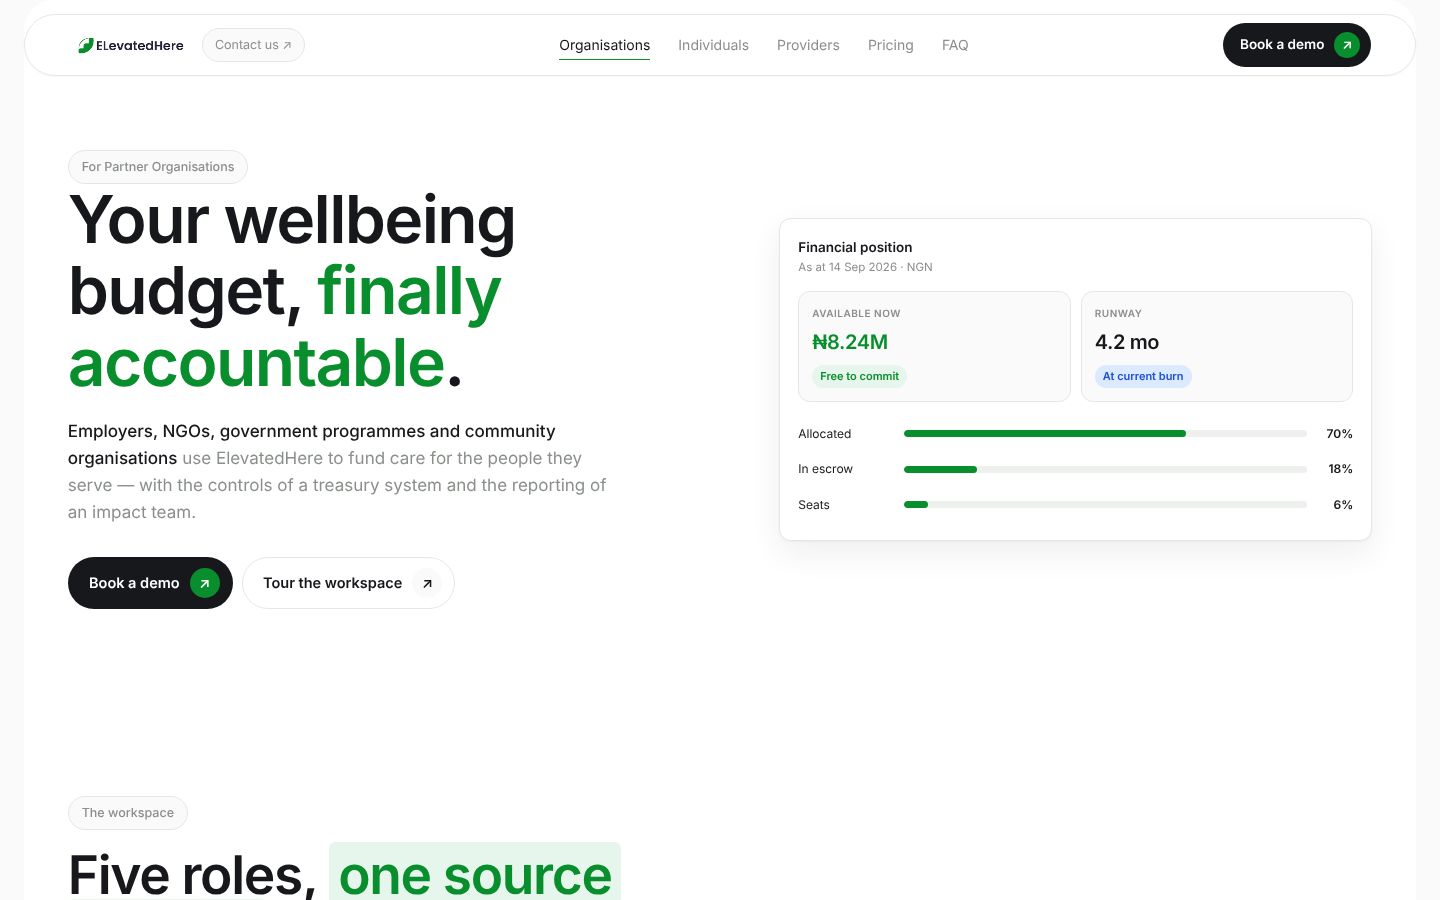 ELevatedHere
Contact us ↗
Organisations
Individuals
Providers
Pricing
FAQ
Book a demo
For Partner Organisations
Your wellbeing
budget, finally
accountable.
Employers, NGOs, government programmes and community
organisations use ElevatedHere to fund care for the people they
serve — with the controls of a treasury system and the reporting of
an impact team.
Book a demo
Tour the workspace
Financial position
As at 14 Sep 2026 · NGN
AVAILABLE NOW
₦8.24M
Free to commit
RUNWAY
4.2 mo
At current burn
Allocated 70%
In escrow 18%
Seats 6%
The workspace
Five roles, one source